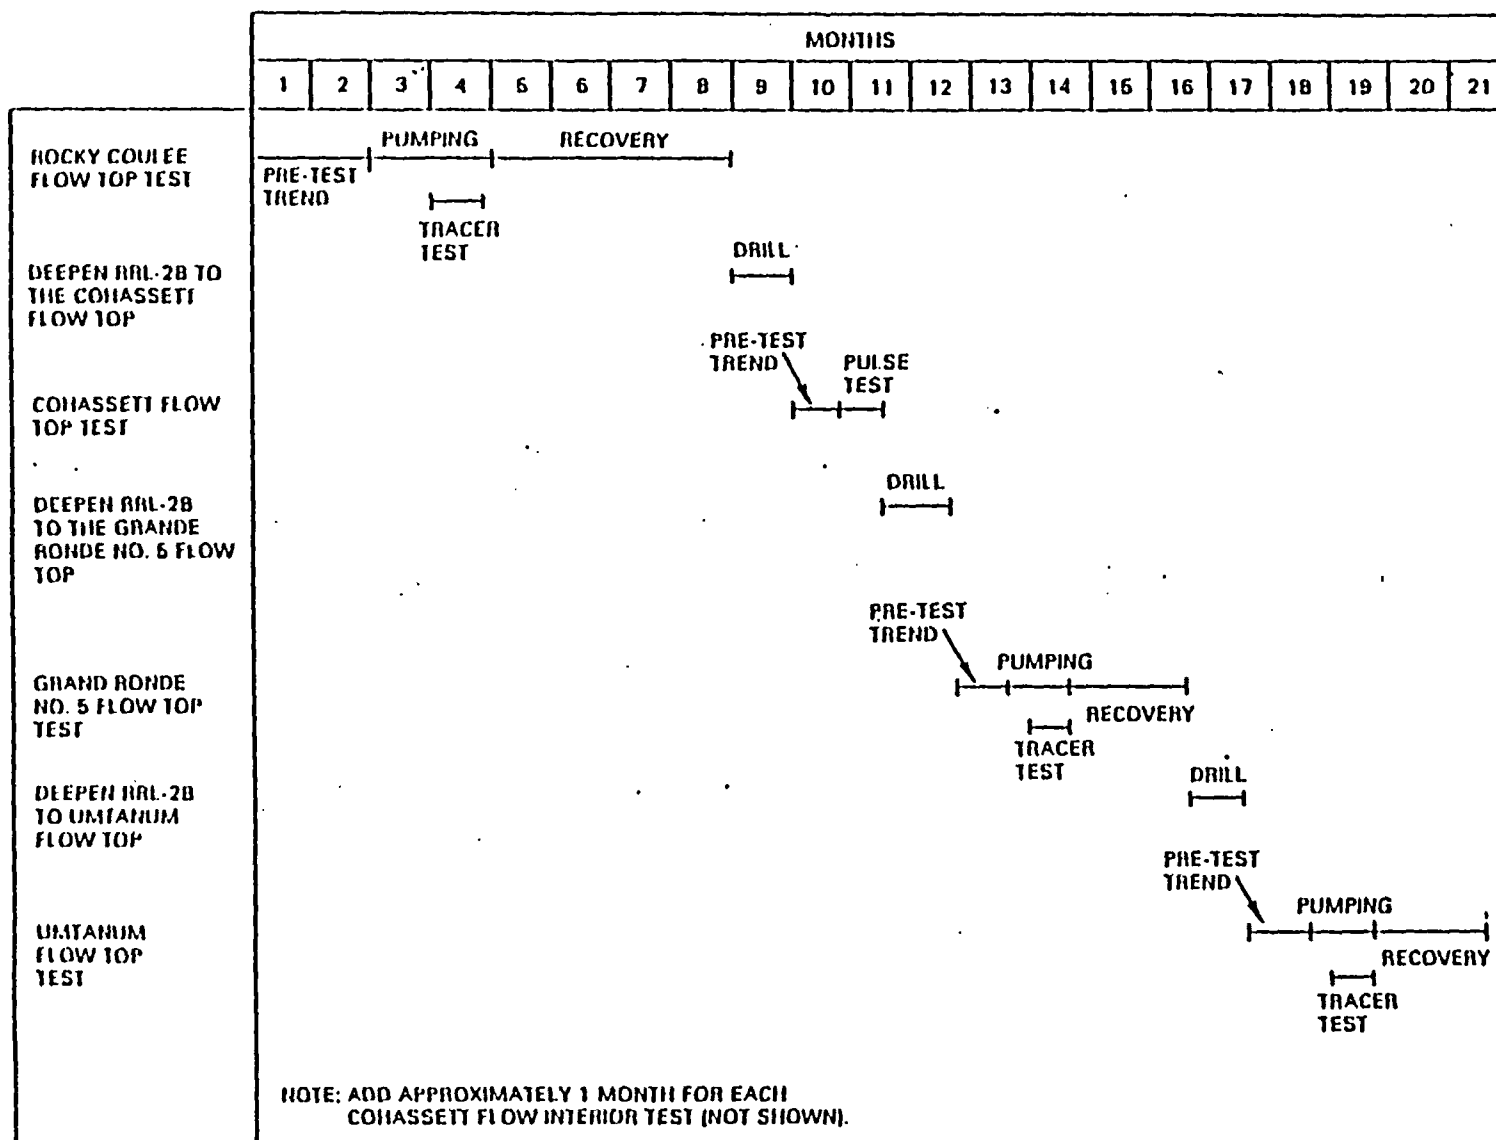 MONTHS
1 2 3 4 5 6 7 8 9 10 11 12 13 14 15 16 17 18 19 20 21
ROCKY COULEE
FLOW TOP TEST
PRE-TEST
TREND
PUMPING
RECOVERY
TRACER
TEST
DEEPEN RRL-2B TO
THE COHASSETT
FLOW TOP
DRILL
COHASSETT FLOW
TOP TEST
PRE-TEST
TREND
PULSE
TEST
DEEPEN RRL-2B
TO THE GRANDE
RONDE NO. 5 FLOW
TOP
DRILL
GRAND RONDE
NO. 5 FLOW TOP
TEST
PRE-TEST
TREND
PUMPING
RECOVERY
TRACER
TEST
DEEPEN RRL-2B
TO UMTANUM
FLOW TOP
DRILL
UMTANUM
FLOW TOP
TEST
PRE-TEST
TREND
PUMPING
RECOVERY
TRACER
TEST
NOTE: ADD APPROXIMATELY 1 MONTH FOR EACH
COHASSETT FLOW INTERIOR TEST (NOT SHOWN).